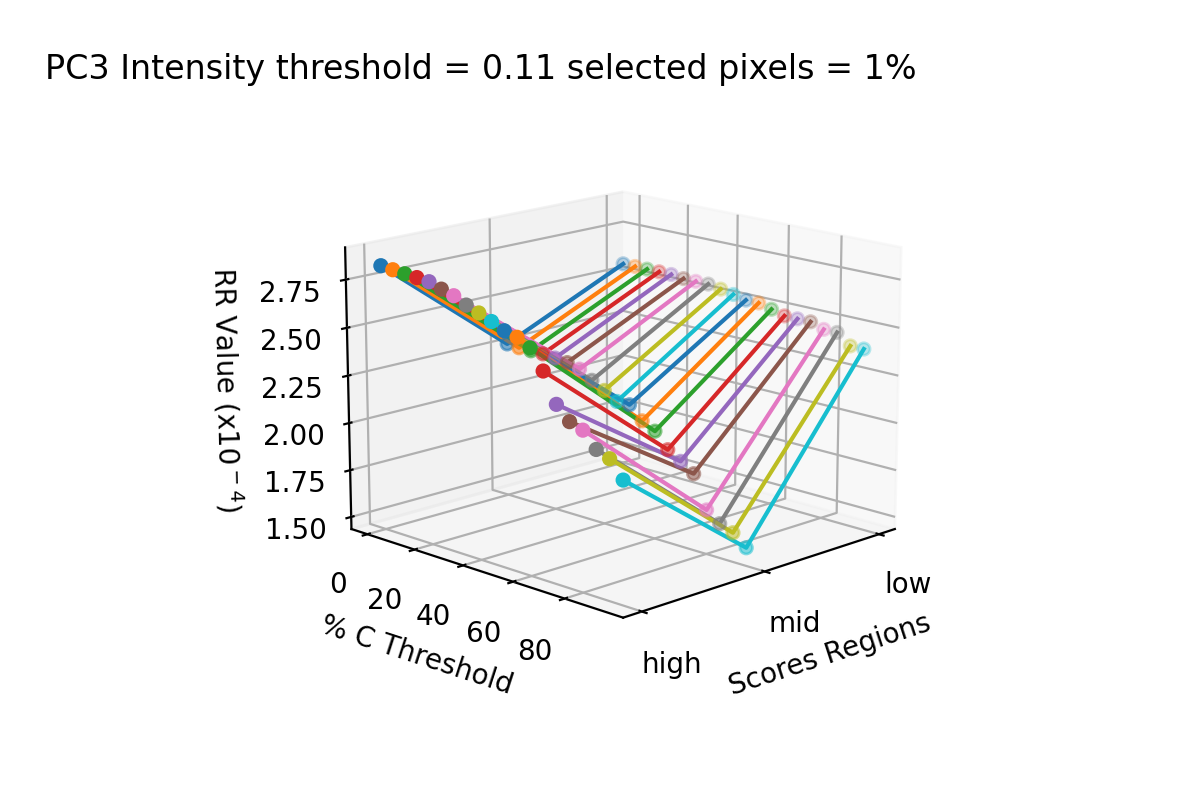 PC3 Intensity threshold = 0.11 selected pixels = 1%
RR Value (x10⁻⁴)
2.75
2.50
2.25
2.00
1.75
1.50
0
20
40
60
80
% C Threshold
high
mid
low
Scores Regions